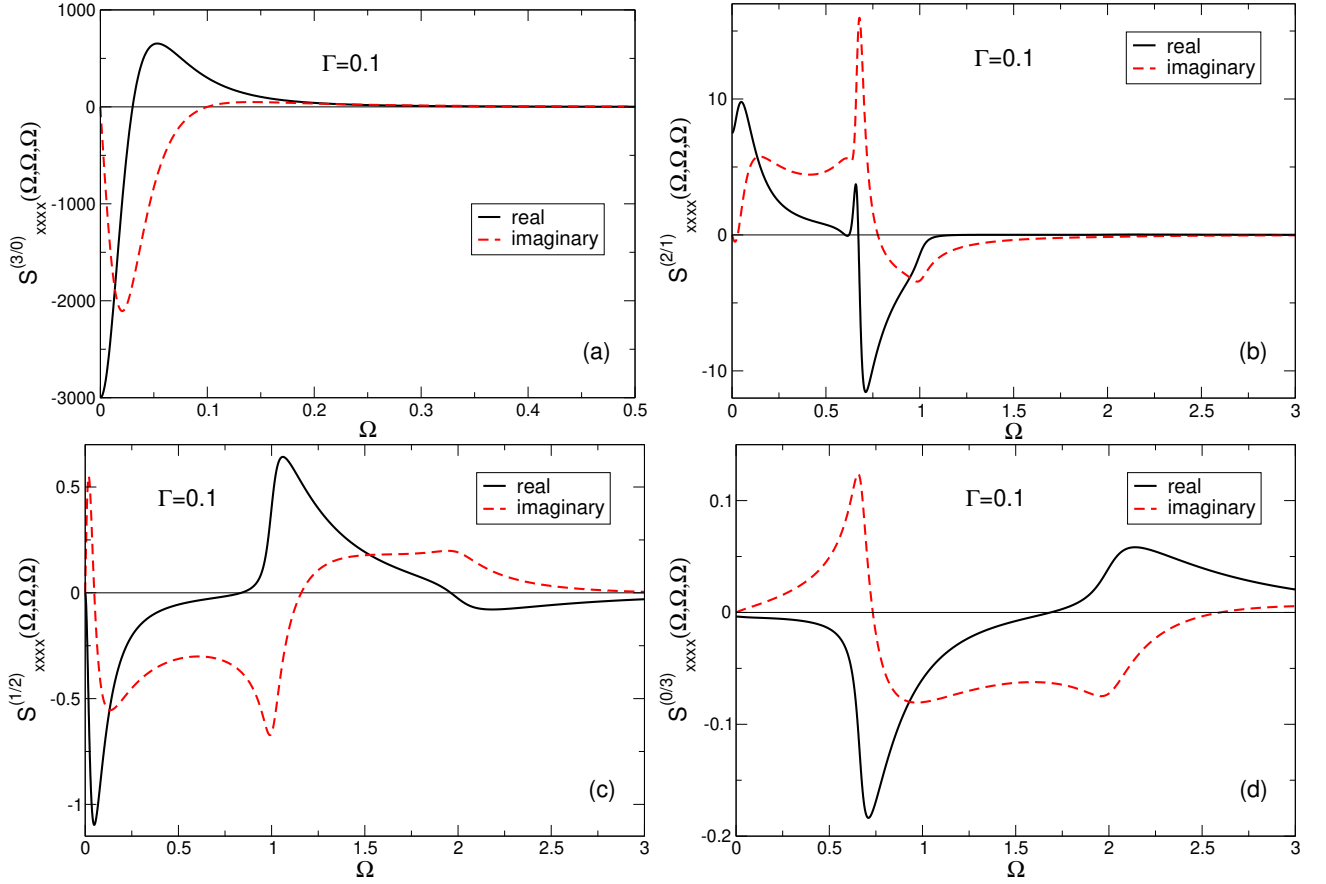 1000
0
-1000
-2000
-3000
S(3/0)xxxx(Ω,Ω,Ω,Ω)
Γ=0.1
real
imaginary
(a)
0 0.1 0.2 0.3 0.4 0.5
Ω
10
0
-10
S(2/1)xxxx(Ω,Ω,Ω,Ω)
Γ=0.1
real
imaginary
(b)
0 0.5 1 1.5 2 2.5 3
Ω
0.5
0
-0.5
-1
S(1/2)xxxx(Ω,Ω,Ω,Ω)
Γ=0.1
real
imaginary
(c)
0 0.5 1 1.5 2 2.5 3
Ω
0.1
0
-0.1
-0.2
S(0/3)xxxx(Ω,Ω,Ω,Ω)
Γ=0.1
real
imaginary
(d)
0 0.5 1 1.5 2 2.5 3
Ω